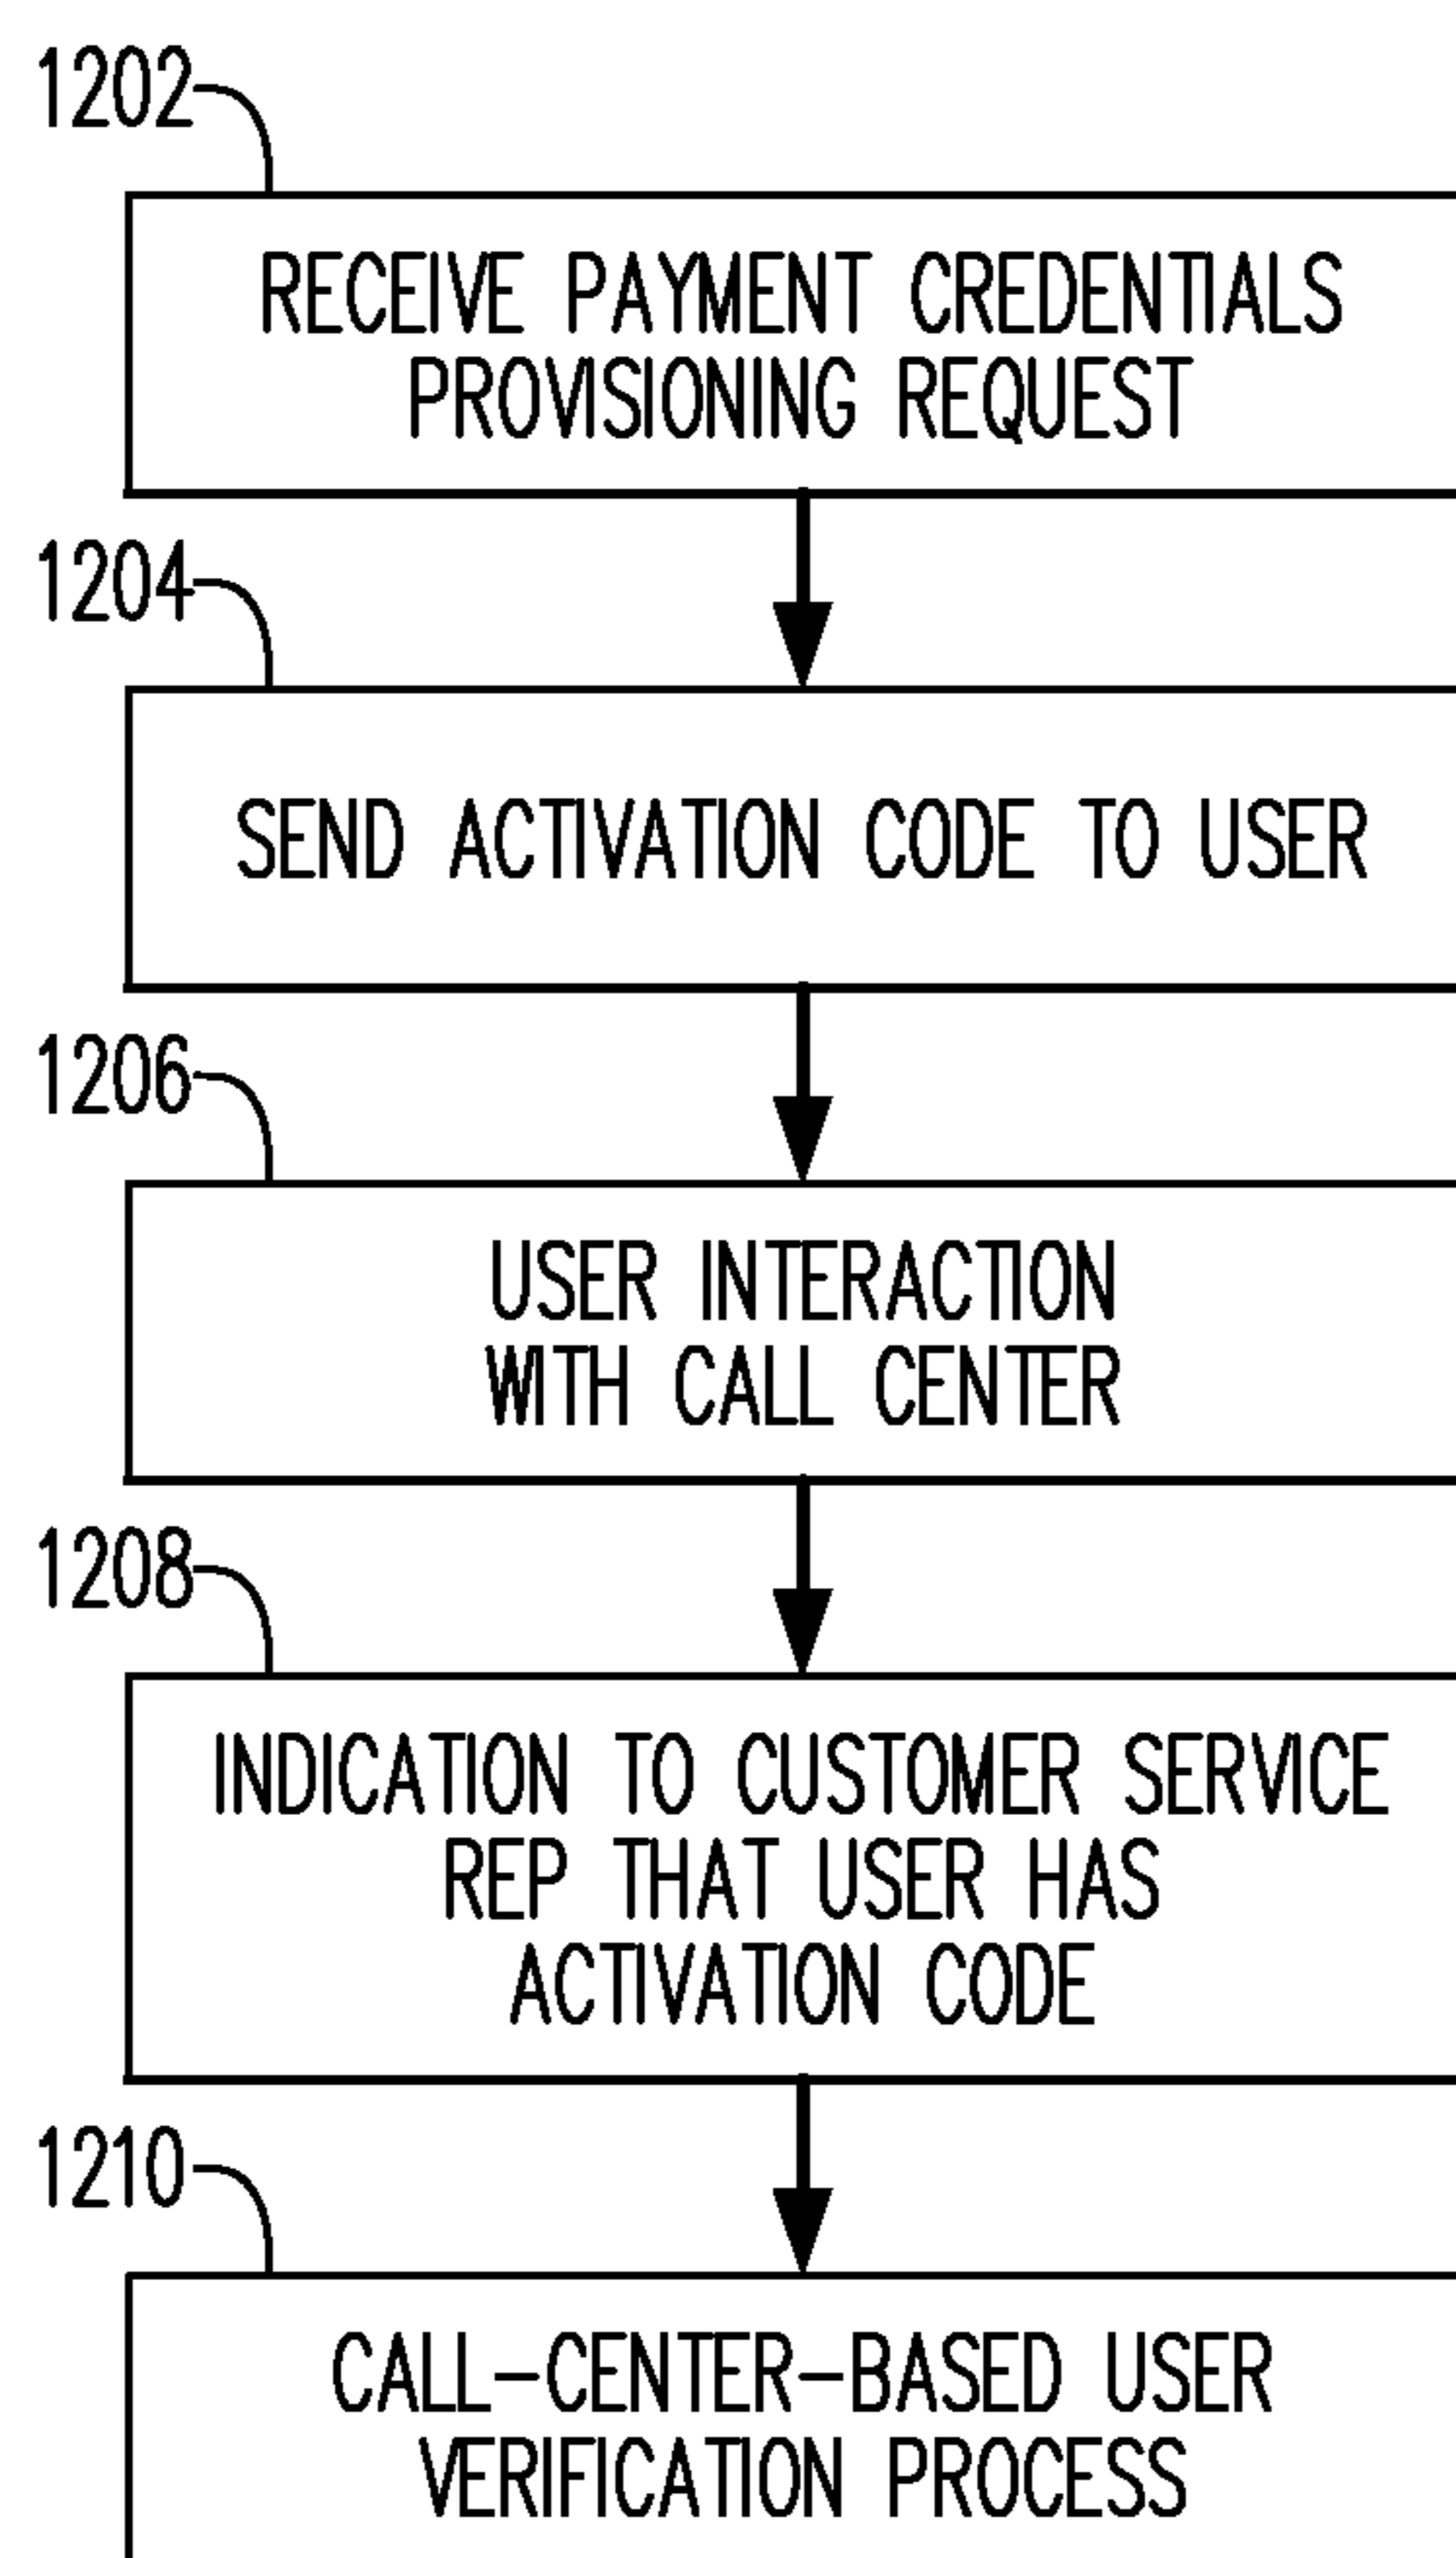 1202
RECEIVE PAYMENT CREDENTIALS
PROVISIONING REQUEST
1204
SEND ACTIVATION CODE TO USER
1206
USER INTERACTION
WITH CALL CENTER
1208
INDICATION TO CUSTOMER SERVICE
REP THAT USER HAS
ACTIVATION CODE
1210
CALL-CENTER-BASED USER
VERIFICATION PROCESS